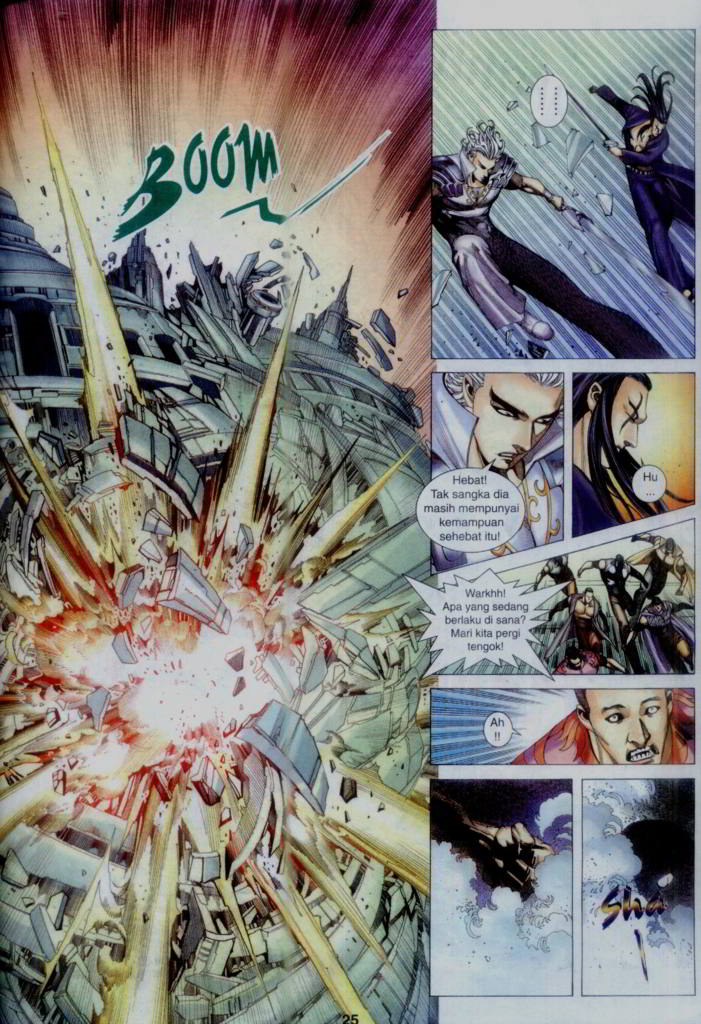 BOOM
......
Hebat!
Tak sangka dia
masih mempunyai
kemampuan
sehebat itu!
Hu
...
Warkhh!
Apa yang sedang
berlaku di sana?
Mari kita pergi
tengok!
Ah
!!
Sha
25